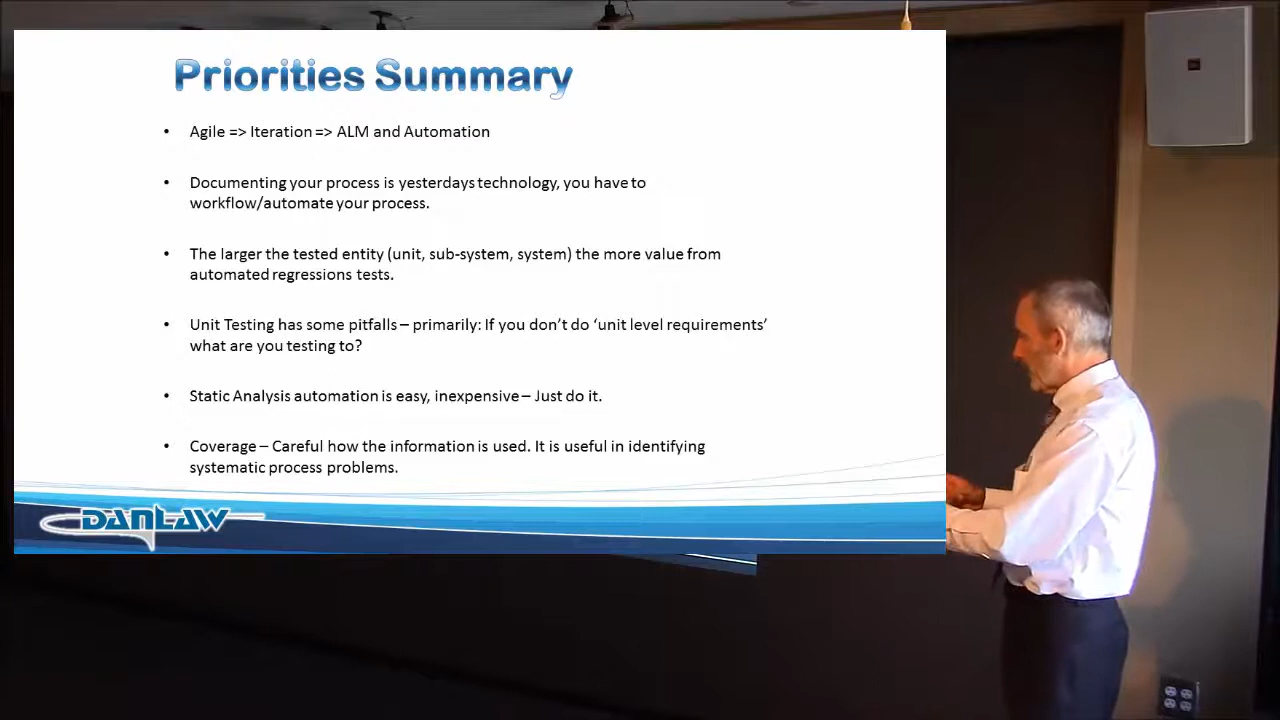 Priorities Summary
• Agile => Iteration => ALM and Automation
• Documenting your process is yesterdays technology, you have to
workflow/automate your process.
• The larger the tested entity (unit, sub-system, system) the more value from
automated regressions tests.
• Unit Testing has some pitfalls – primarily: If you don’t do ‘unit level requirements’
what are you testing to?
• Static Analysis automation is easy, inexpensive – Just do it.
• Coverage – Careful how the information is used. It is useful in identifying
systematic process problems.
DANLAW